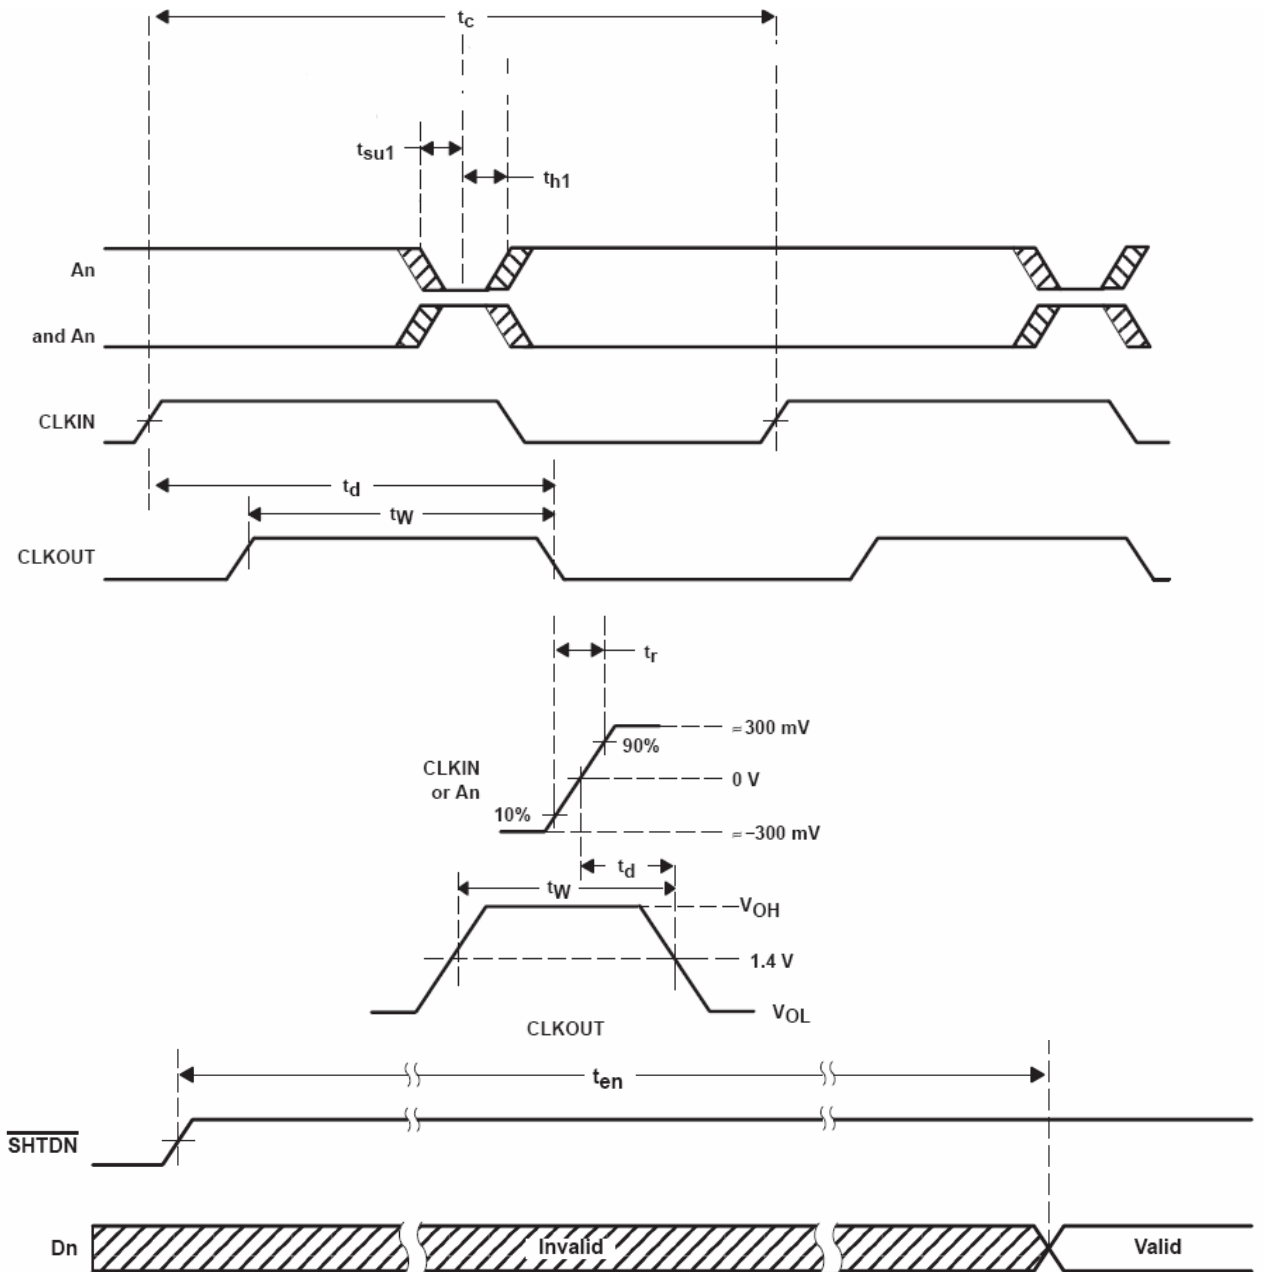 tc
tsu1
th1
An
and An
CLKIN
td
tW
CLKOUT
tr
≈300 mV
90%
CLKIN
or An
0 V
10%
≈−300 mV
td
tW
VOH
1.4 V
VOL
CLKOUT
ten
SHTDN
Dn
Invalid
Valid